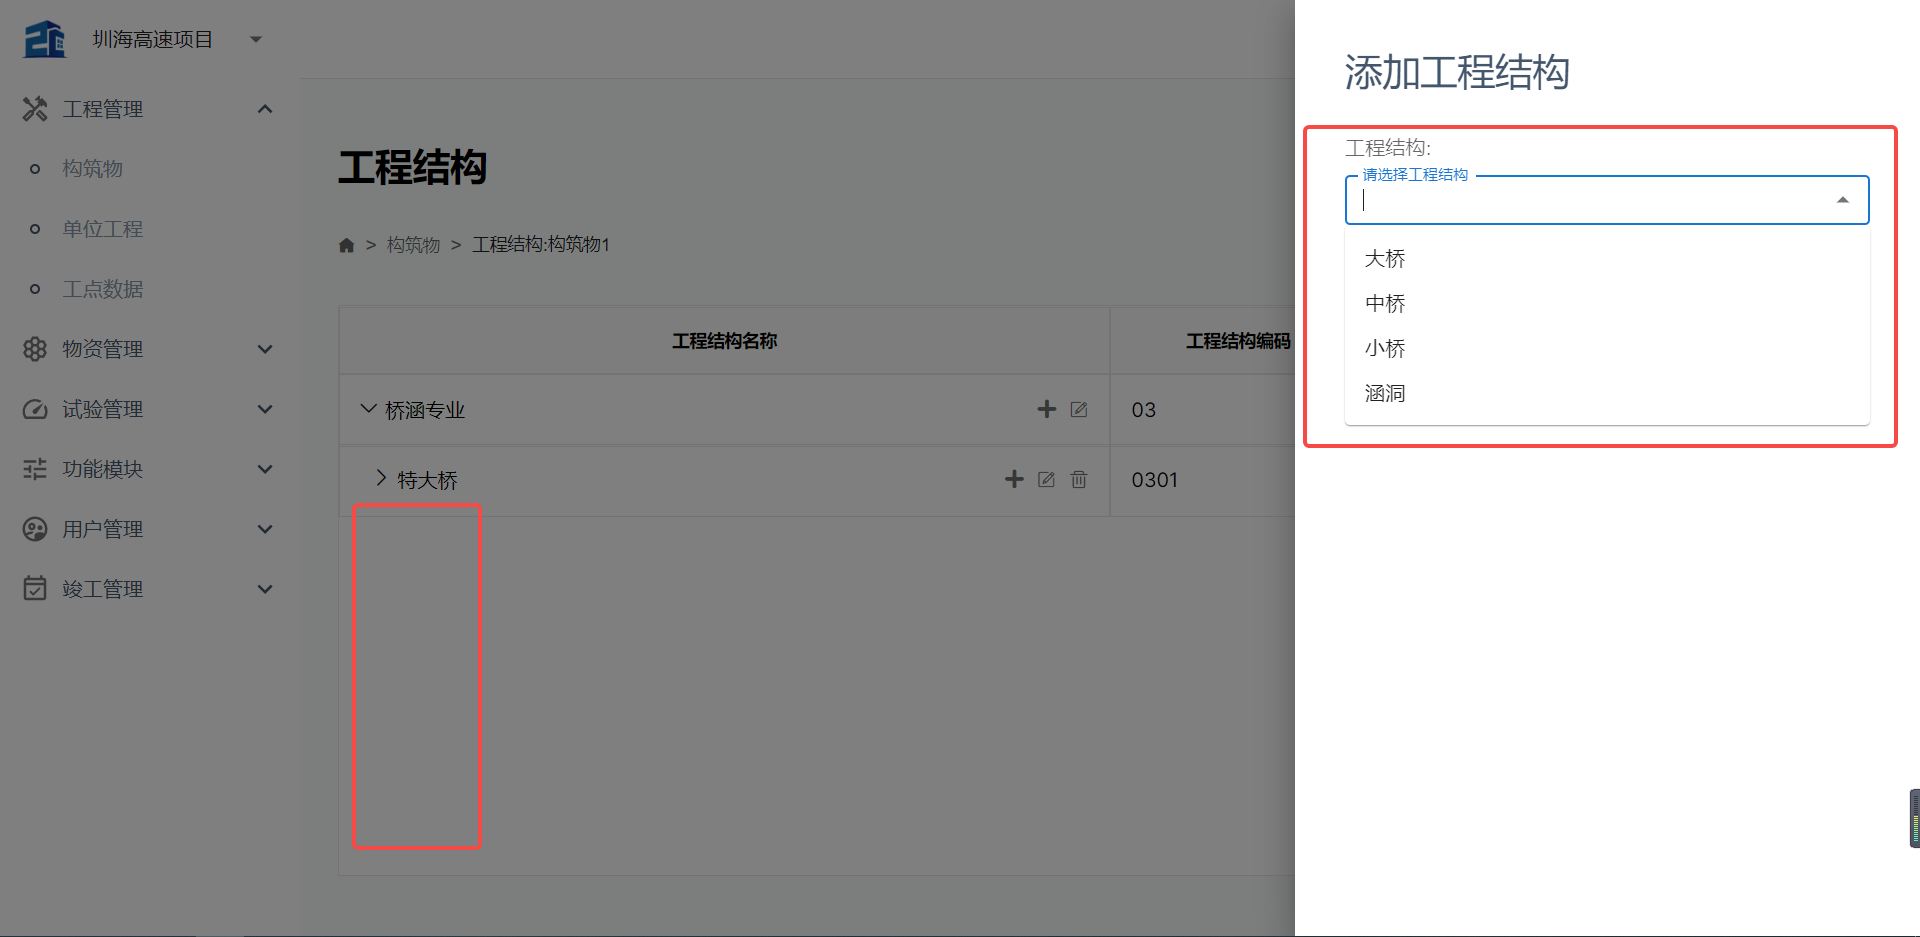 圳海高速项目
工程管理
构筑物
单位工程
工点数据
物资管理
试验管理
功能模块
用户管理
竣工管理
工程结构
> 构筑物 > 工程结构:构筑物1
工程结构名称 工程结构编码
桥涵专业 03
特大桥 0301
添加工程结构
工程结构:
请选择工程结构
大桥
中桥
小桥
涵洞